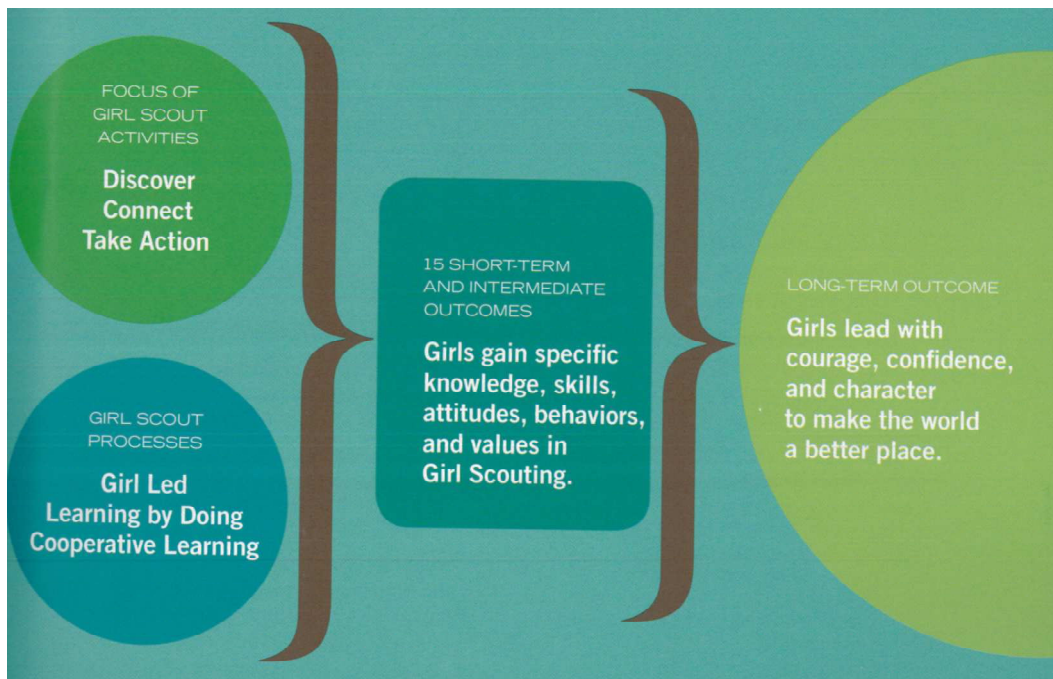 FOCUS OF
GIRL SCOUT
ACTIVITIES
Discover
Connect
Take Action
GIRL SCOUT
PROCESSES
Girl Led
Learning by Doing
Cooperative Learning
15 SHORT-TERM
AND INTERMEDIATE
OUTCOMES
Girls gain specific
knowledge, skills,
attitudes, behaviors,
and values in
Girl Scouting.
LONG-TERM OUTCOME
Girls lead with
courage, confidence,
and character
to make the world
a better place.